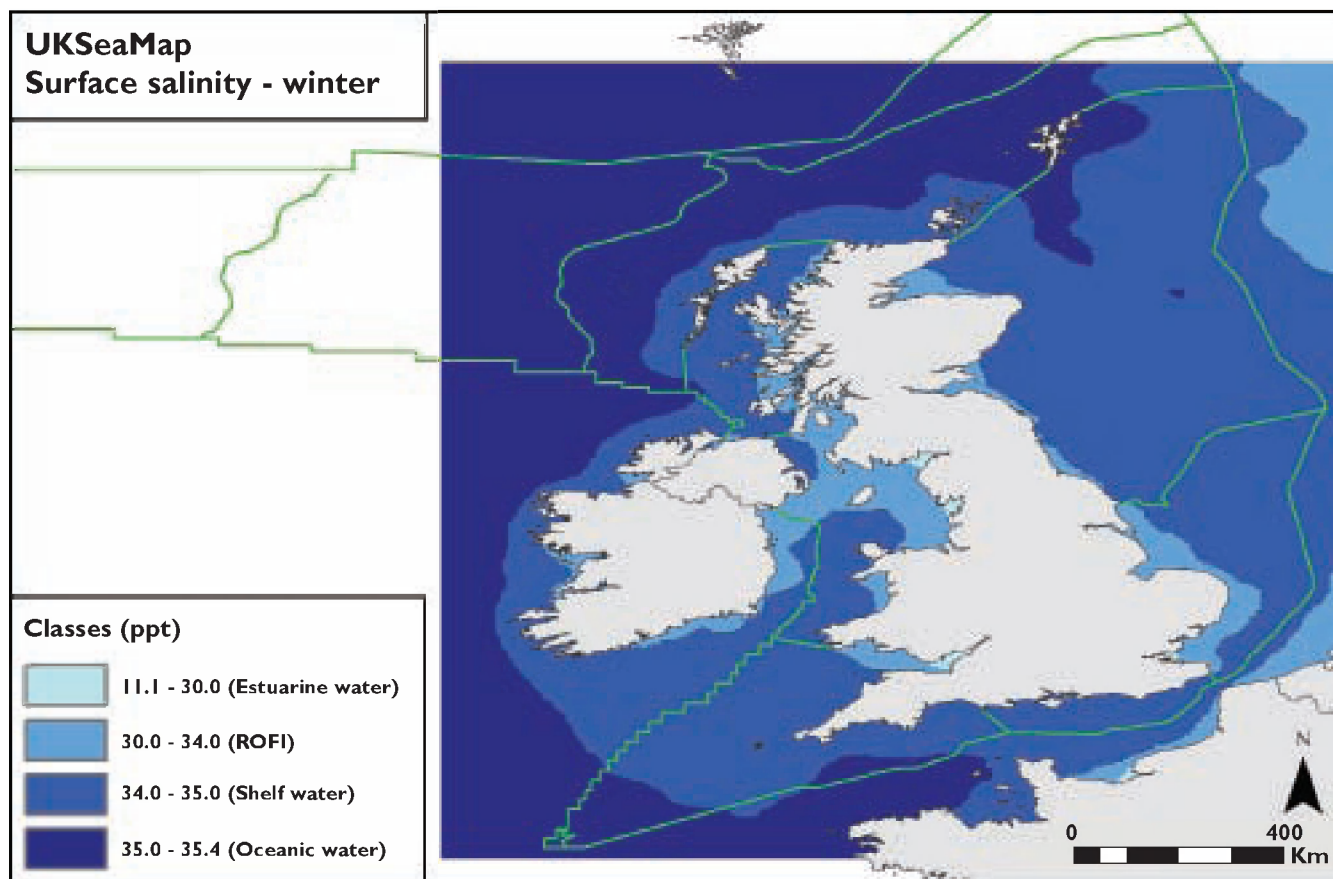 UKSeaMap
Surface salinity - winter
Classes (ppt)
11.1 - 30.0 (Estuarine water)
30.0 - 34.0 (ROFI)
34.0 - 35.0 (Shelf water)
35.0 - 35.4 (Oceanic water)
N
0 400
Km